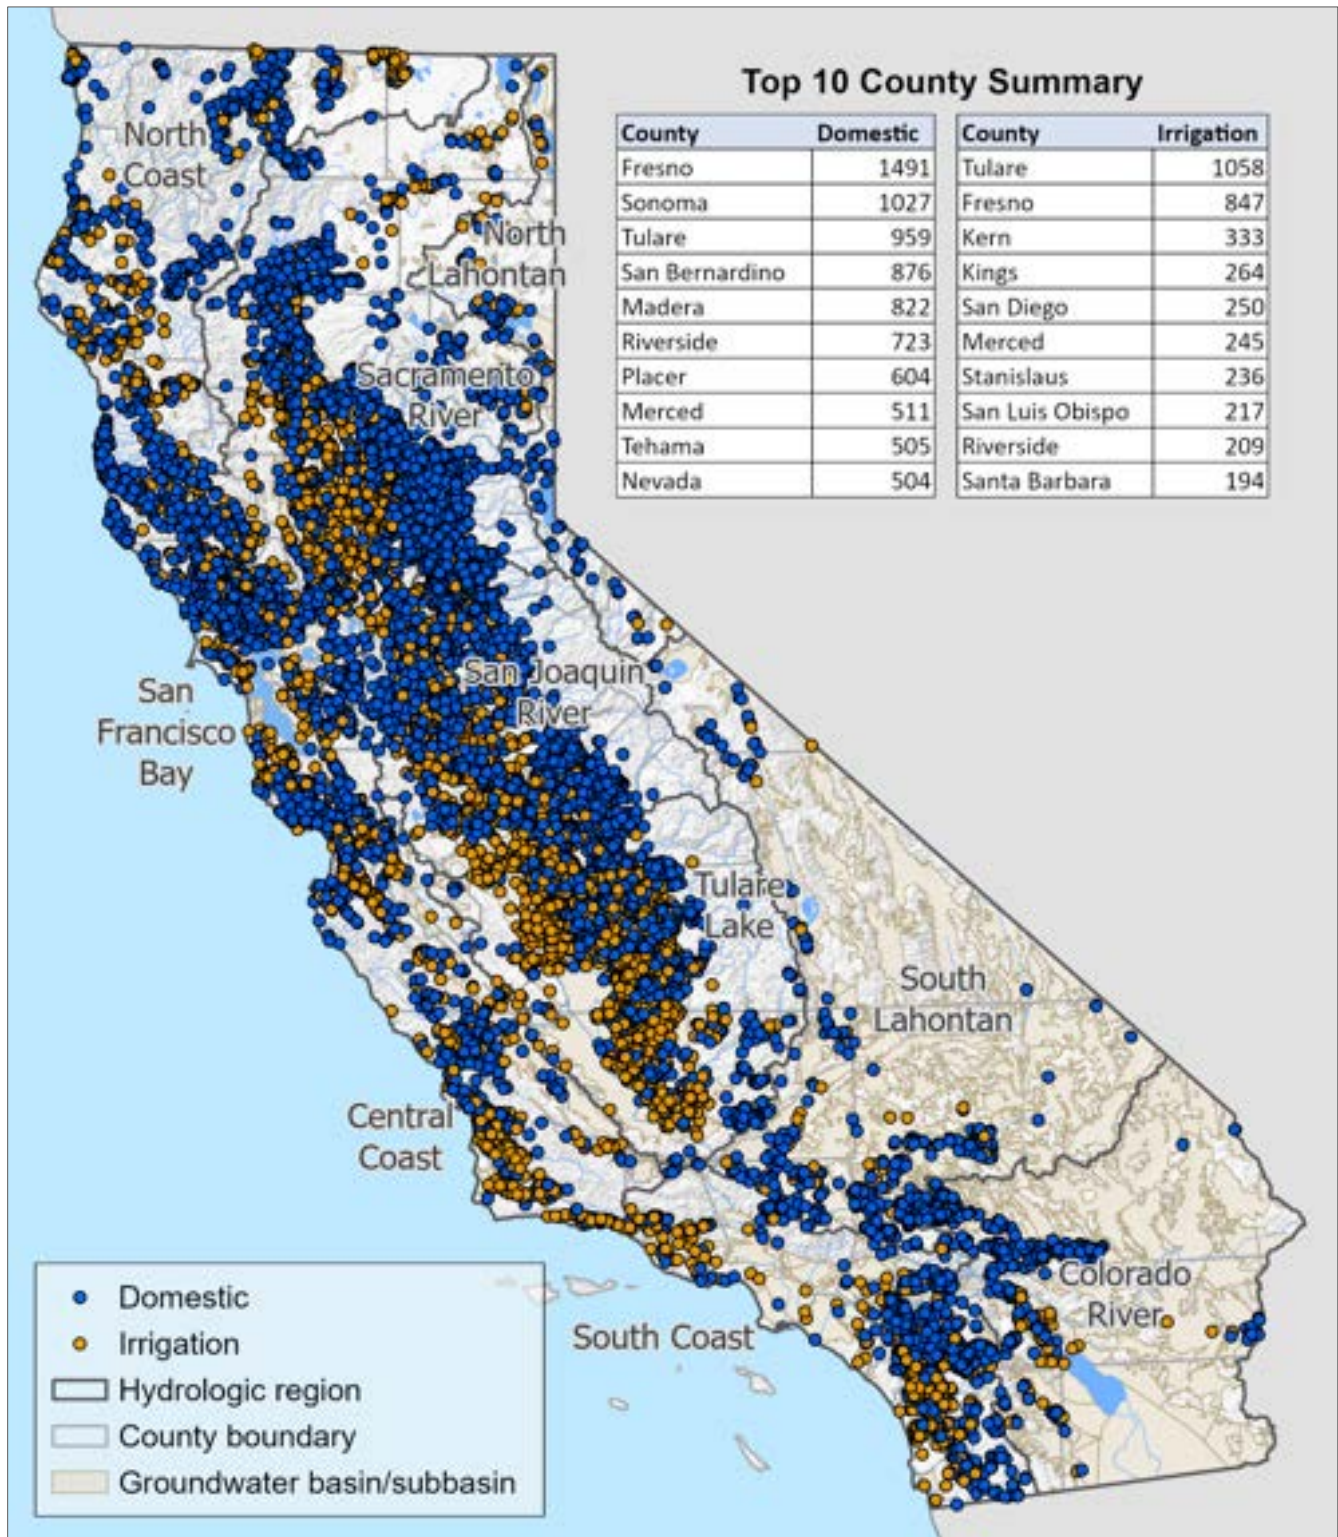 Top 10 County Summary
County Domestic
Fresno 1491
Sonoma 1027
Tulare 959
San Bernardino 876
Madera 822
Riverside 723
Placer 604
Merced 511
Tehama 505
Nevada 504
County Irrigation
Tulare 1058
Fresno 847
Kern 333
Kings 264
San Diego 250
Merced 245
Stanislaus 236
San Luis Obispo 217
Riverside 209
Santa Barbara 194
North
Coast
North
Lahontan
Sacramento
River
San Joaquin
River
San
Francisco
Bay
Tulare
Lake
South
Lahontan
Central
Coast
Colorado
River
South Coast
Domestic
Irrigation
Hydrologic region
County boundary
Groundwater basin/subbasin